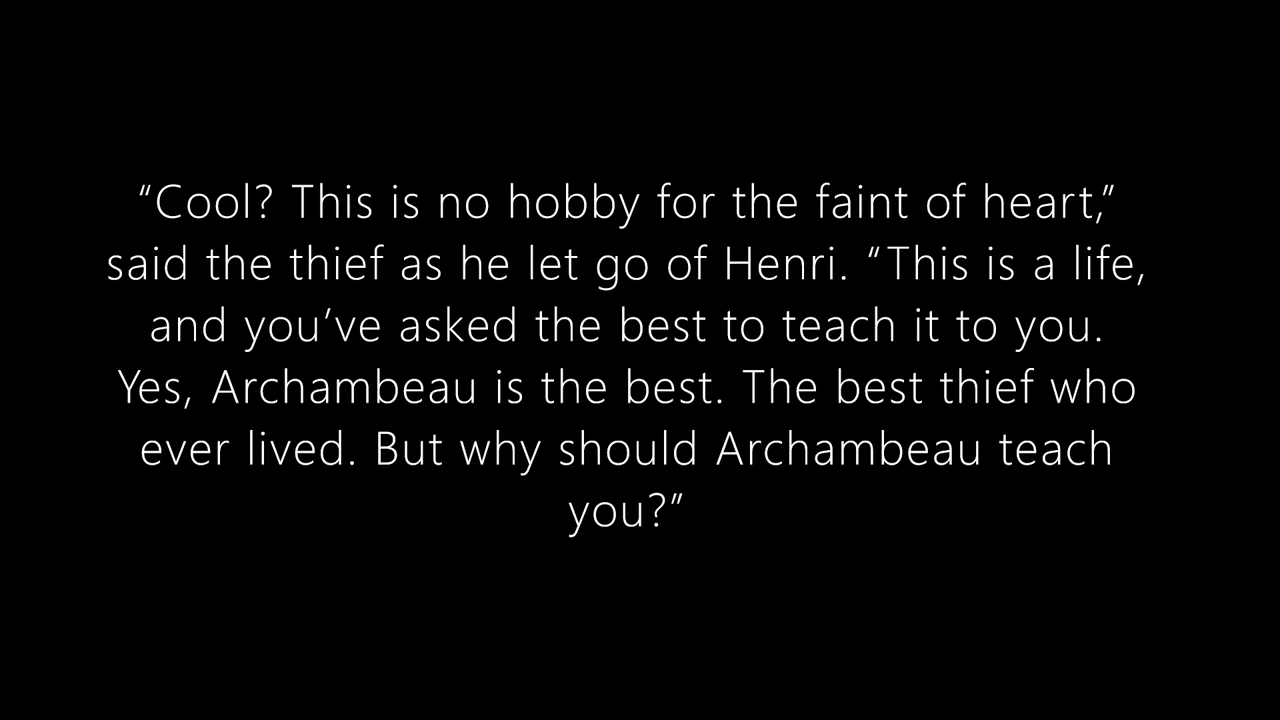 “Cool? This is no hobby for the faint of heart,”
said the thief as he let go of Henri. “This is a life,
and you’ve asked the best to teach it to you.
Yes, Archambeau is the best. The best thief who
ever lived. But why should Archambeau teach
you?”